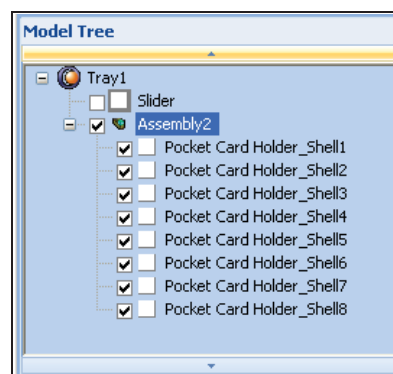 Model Tree
Tray1
Slider
Assembly2
Pocket Card Holder_Shell1
Pocket Card Holder_Shell2
Pocket Card Holder_Shell3
Pocket Card Holder_Shell4
Pocket Card Holder_Shell5
Pocket Card Holder_Shell6
Pocket Card Holder_Shell7
Pocket Card Holder_Shell8